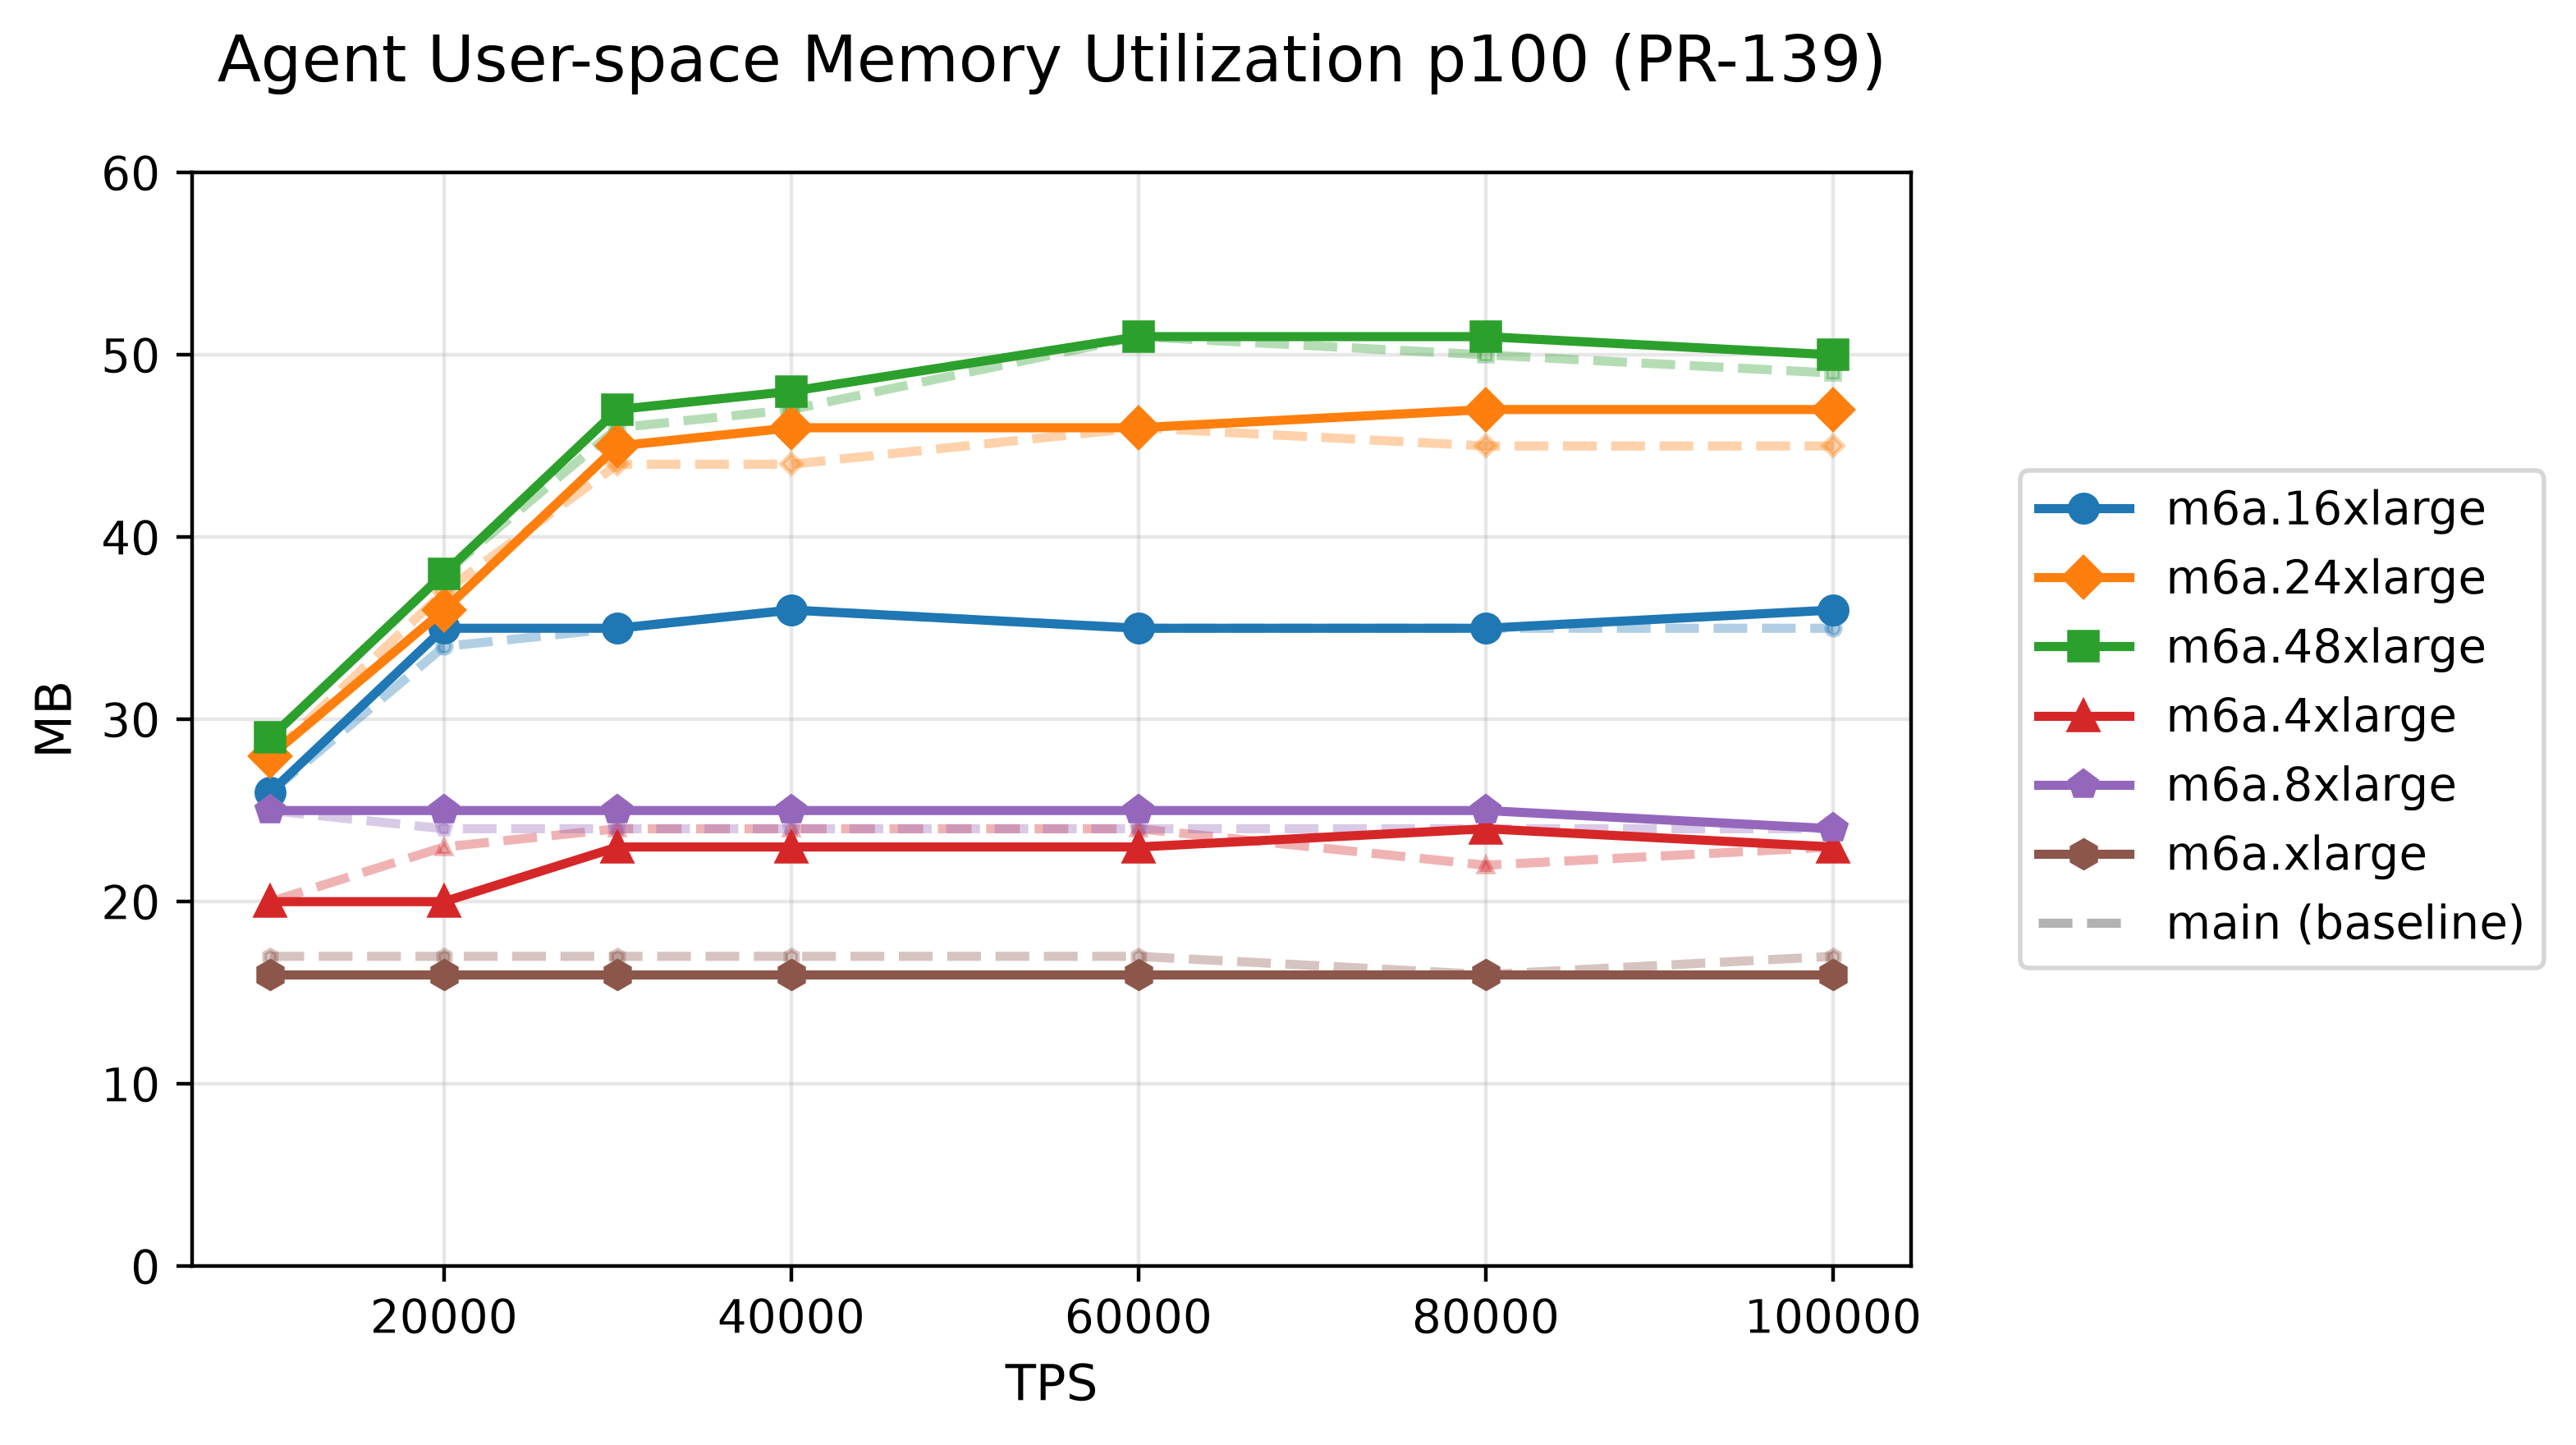 Agent User-space Memory Utilization p100 (PR-139)
60
50
40
30
20
10
0
MB
20000 40000 60000 80000 100000
TPS
m6a.16xlarge
m6a.24xlarge
m6a.48xlarge
m6a.4xlarge
m6a.8xlarge
m6a.xlarge
main (baseline)